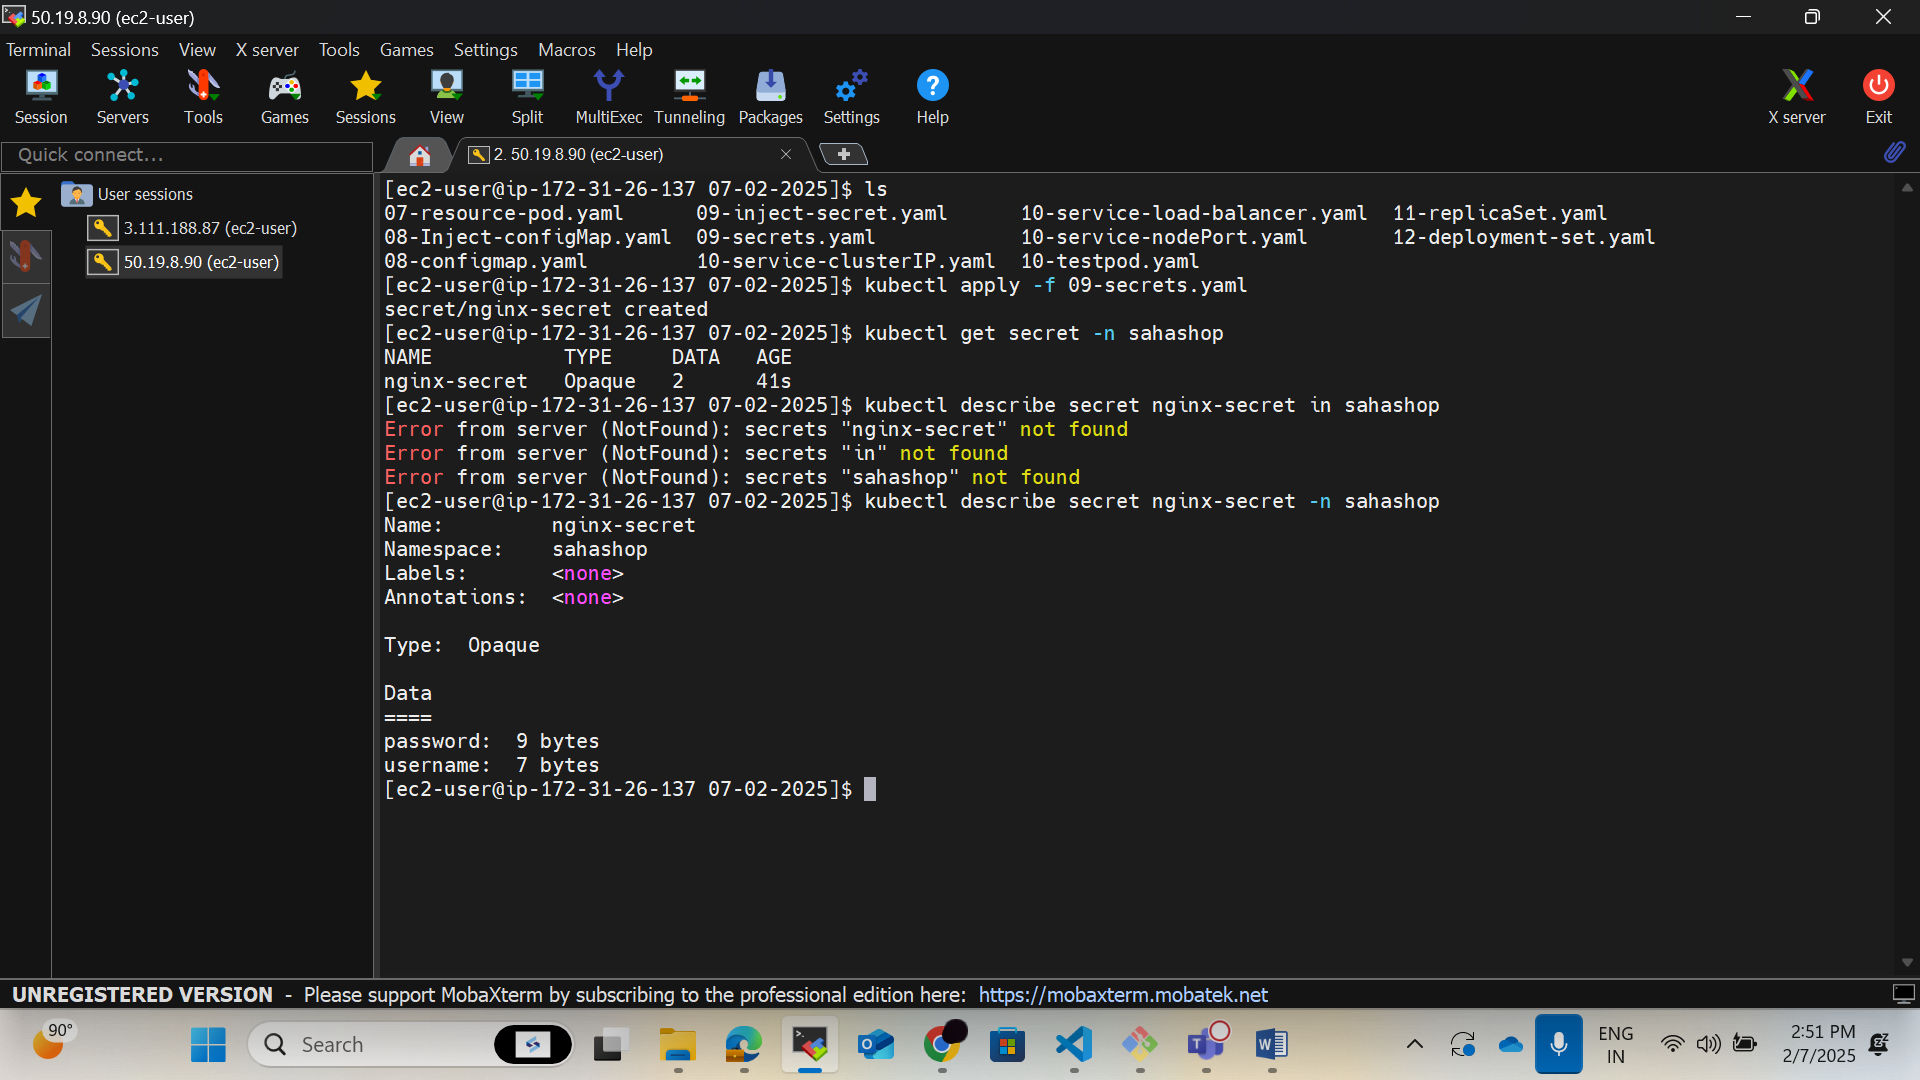 50.19.8.90 (ec2-user)
Terminal Sessions View X server Tools Games Settings Macros Help
Session Servers Tools Games Sessions View Split MultiExec Tunneling Packages Settings Help X server Exit
Quick connect...
2. 50.19.8.90 (ec2-user)
User sessions
3.111.188.87 (ec2-user)
50.19.8.90 (ec2-user)
[ec2-user@ip-172-31-26-137 07-02-2025]$ ls
07-resource-pod.yaml 09-inject-secret.yaml 10-service-load-balancer.yaml 11-replicaSet.yaml
08-Inject-configMap.yaml 09-secrets.yaml 10-service-nodePort.yaml 12-deployment-set.yaml
08-configmap.yaml 10-service-clusterIP.yaml 10-testpod.yaml
[ec2-user@ip-172-31-26-137 07-02-2025]$ kubectl apply -f 09-secrets.yaml
secret/nginx-secret created
[ec2-user@ip-172-31-26-137 07-02-2025]$ kubectl get secret -n sahashop
NAME TYPE DATA AGE
nginx-secret Opaque 2 41s
[ec2-user@ip-172-31-26-137 07-02-2025]$ kubectl describe secret nginx-secret in sahashop
Error from server (NotFound): secrets "nginx-secret" not found
Error from server (NotFound): secrets "in" not found
Error from server (NotFound): secrets "sahashop" not found
[ec2-user@ip-172-31-26-137 07-02-2025]$ kubectl describe secret nginx-secret -n sahashop
Name: nginx-secret
Namespace: sahashop
Labels: <none>
Annotations: <none>
Type: Opaque
Data
====
password: 9 bytes
username: 7 bytes
[ec2-user@ip-172-31-26-137 07-02-2025]$
UNREGISTERED VERSION - Please support MobaXterm by subscribing to the professional edition here: https://mobaxterm.mobatek.net
90°
Search
ENG
IN
2:51 PM
2/7/2025